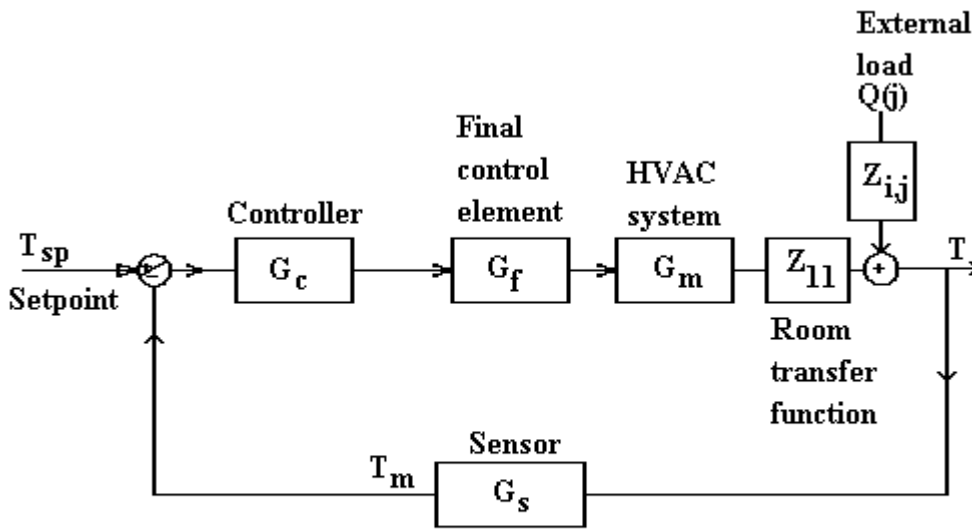 External
load
Q(j)
Final
control
element
HVAC
system
Z i,j
Controller
T sp
Setpoint
G c
G f
G m
Z 11
+
T
Room
transfer
function
Sensor
T m
G s